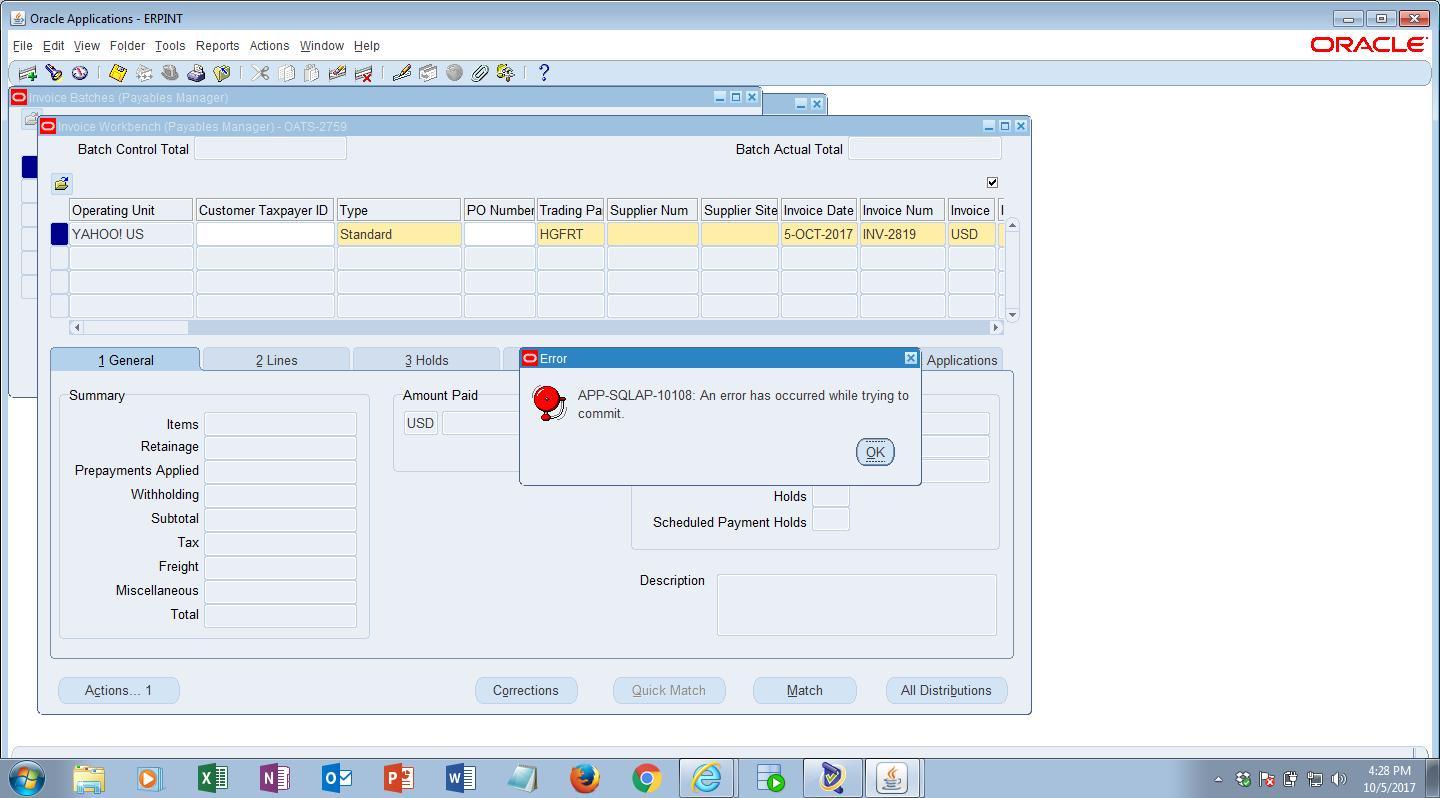 Oracle Applications - ERPINT
File Edit View Folder Tools Reports Actions Window Help
ORACLE
Invoice Batches (Payables Manager)
Invoice Workbench (Payables Manager) - OATS-2759
Batch Control Total
Batch Actual Total
Operating Unit Customer Taxpayer ID Type PO Number Trading Pa Supplier Num Supplier Site Invoice Date Invoice Num Invoice
YAHOO! US Standard HGFRT 5-OCT-2017 INV-2819 USD
1 General 2 Lines 3 Holds Applications
Error
APP-SQLAP-10108: An error has occurred while trying to
commit.
OK
Summary
Items
Retainage
Prepayments Applied
Withholding
Subtotal
Tax
Freight
Miscellaneous
Total
Amount Paid
USD
Holds
Scheduled Payment Holds
Description
Actions... 1 Corrections Quick Match Match All Distributions
4:28 PM
10/5/2017